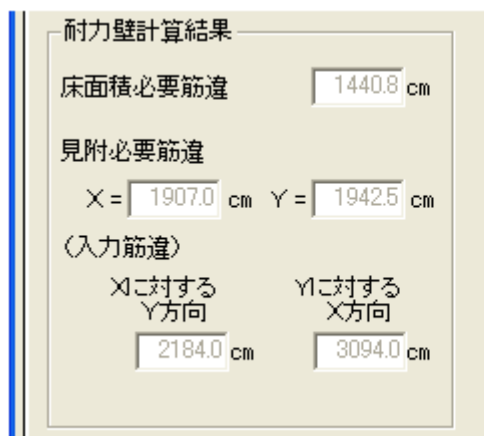 耐力壁計算結果
床面積必要筋違 1440.8 cm
見附必要筋違
X = 1907.0 cm Y = 1942.5 cm
(入力筋違)
Xに対する Yに対する
Y方向 X方向
2184.0 cm 3094.0 cm